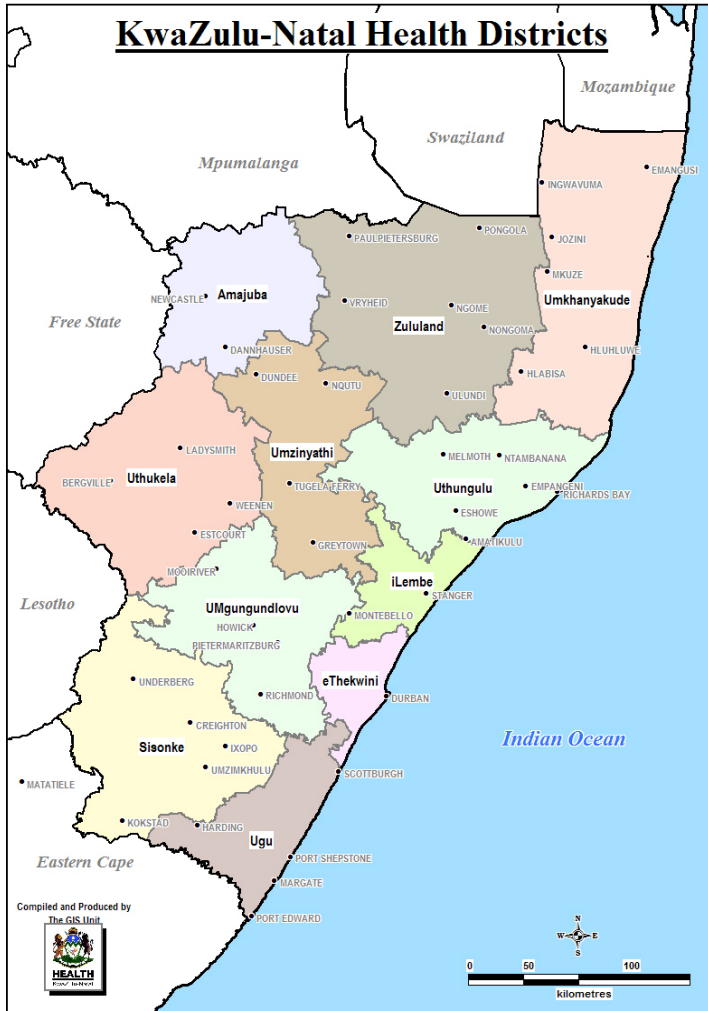 KwaZulu-Natal Health Districts
Mozambique
Swaziland
Mpumalanga
EMANGUSI
INGWAVUMA
PONGOLA
PAULPIETERSBURG
JOZINI
MKUZE
Amajuba
NEWCASTLE
Umkhanyakude
VRYHEID
NGOME
Free State
Zululand
NONGOMA
DANNHAUSER
HLUHLUWE
DUNDEE
HLABISA
NQUTU
ULUNDI
LADYSMITH
Umzinyathi
MELMOTH
NTAMBANANA
Uthukela
BERGVILLE
TUGELA FERRY
Uthungulu
EMPANGENI
RICHARDS BAY
WEENEN
ESHOWE
ESTCOURT
GREYTOWN
AMATIKULU
MOOIRIVER
iLembe
STANGER
Lesotho
UMgungundlovu
MONTEBELLO
HOWICK
PIETERMARITZBURG
UNDERBERG
eThekwini
RICHMOND
DURBAN
CREIGHTON
Indian Ocean
Sisonke
IXOPO
UMZIMKHULU
SCOTTBURGH
MATATIELE
KOKSTAD
HARDING
Ugu
Eastern Cape
PORT SHEPSTONE
MARGATE
Compiled and Produced by
The GIS Unit
PORT EDWARD
HEALTH
KwaZulu-Natal
N
W E
S
0 50 100
kilometres